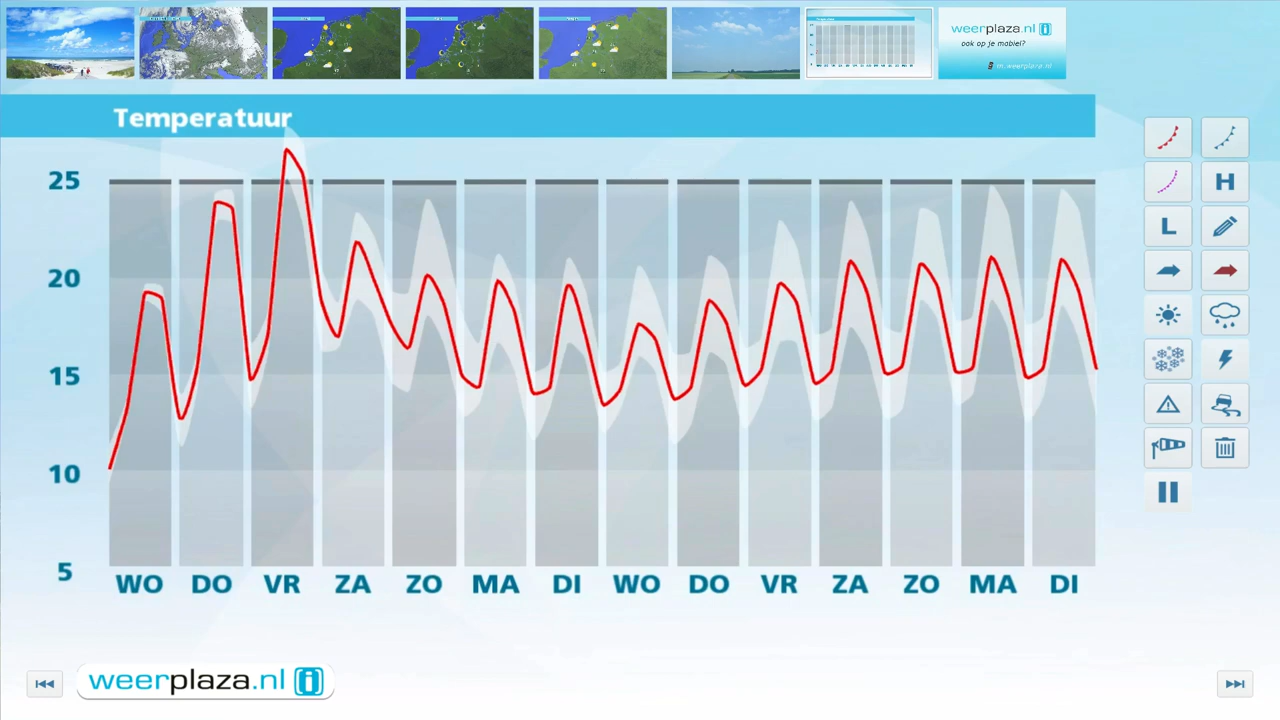 weerplaza.nl i
ook op je mobiel?
m.weerplaza.nl
Temperatuur
25
20
15
10
5
WO DO VR ZA ZO MA DI WO DO VR ZA ZO MA DI
H
L
weerplaza.nl i